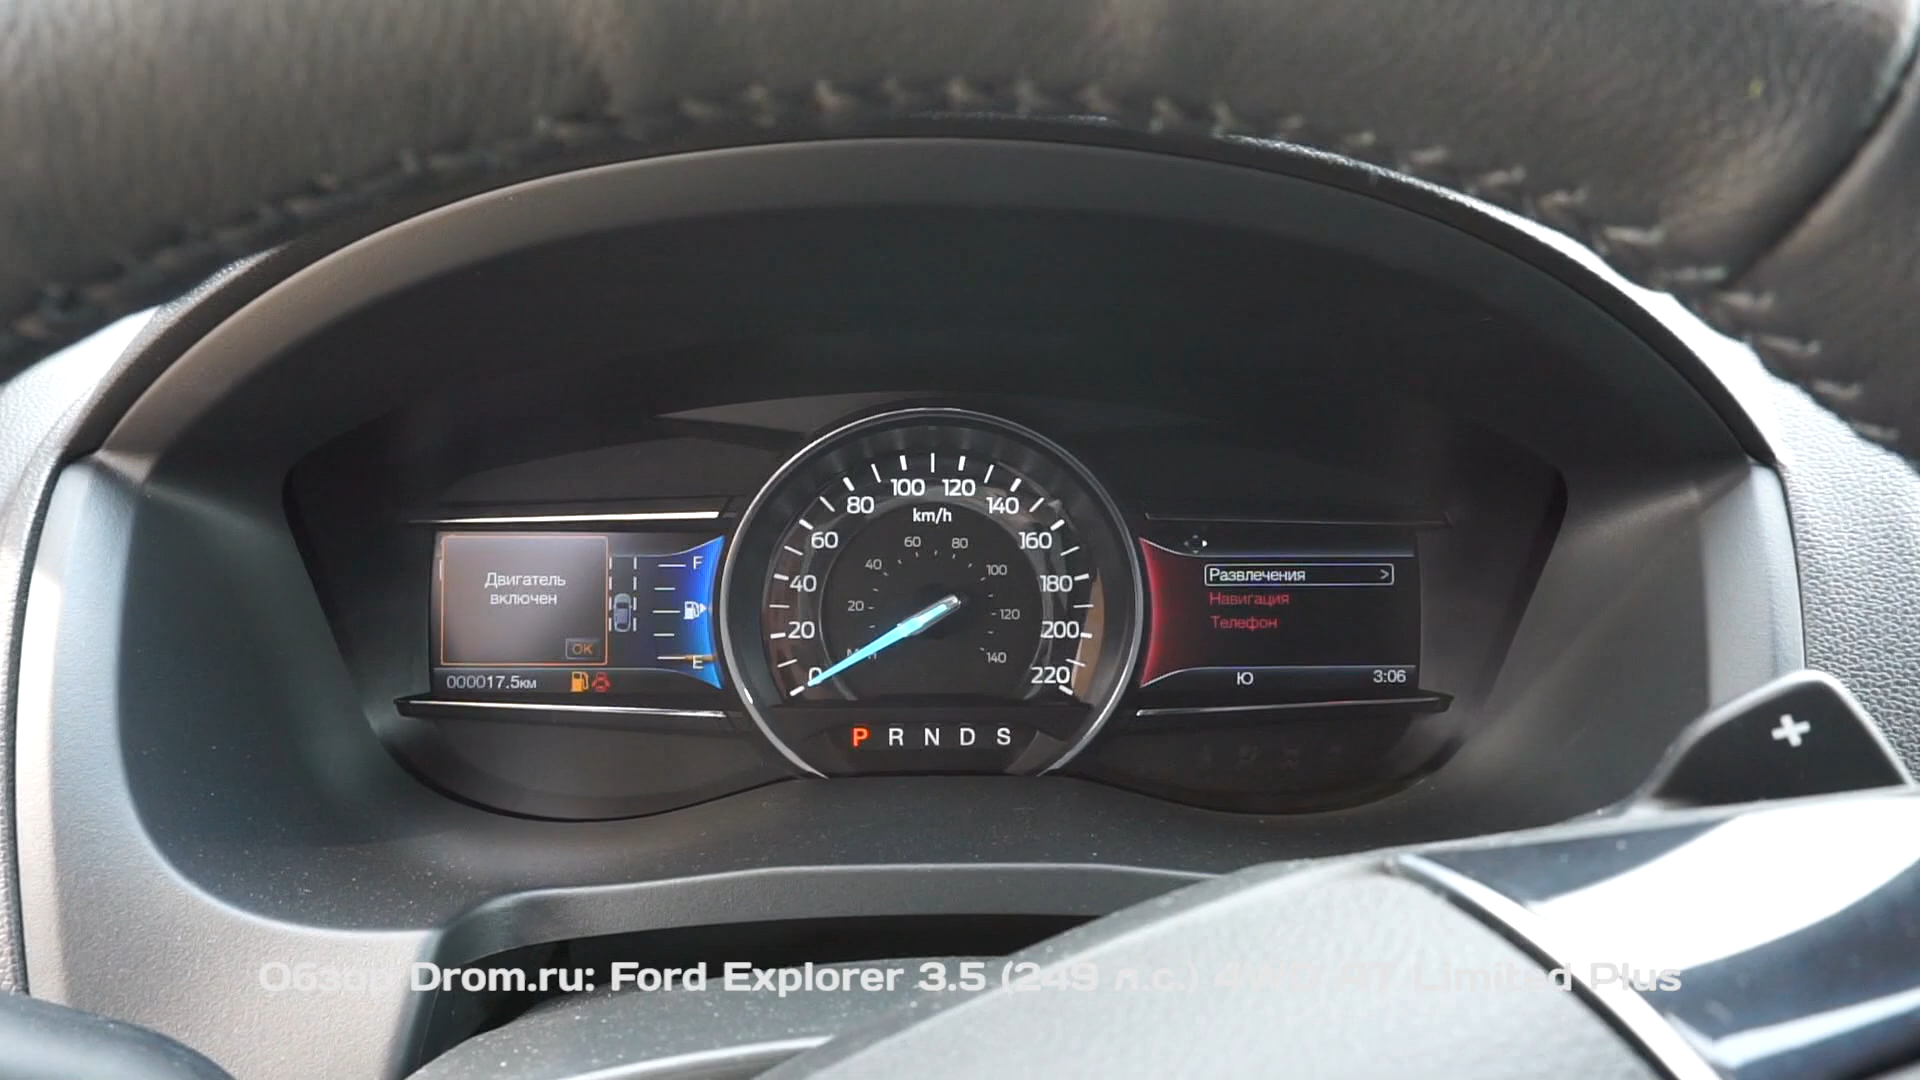 Двигатель
включен
OK
000017.5км
F
E
0
20
40
60
80
100
120
140
160
180
200
220
km/h
20
40
60
80
100
120
140
P R N D S
Развлечения >
Навигация
Телефон
Ю 3:06
+
Обзор Drom.ru: Ford Explorer 3.5 (249 л.с.) 4WD AT Limited Plus